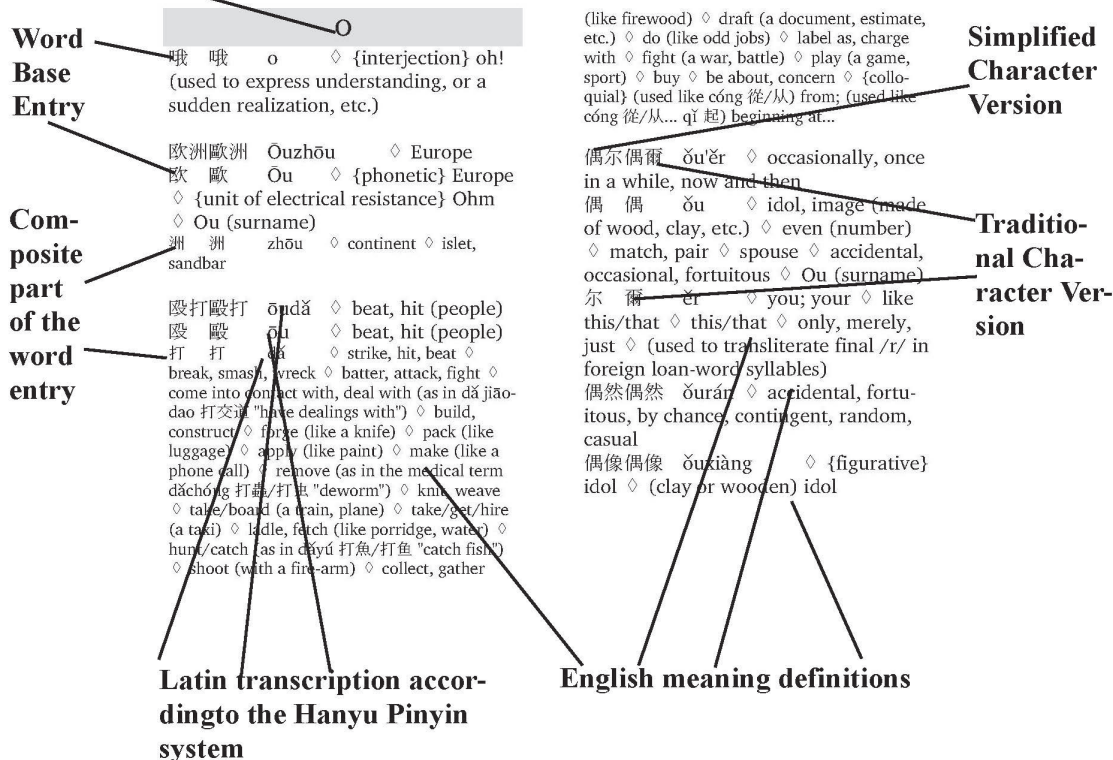 O
Word
Base
Entry
哦 哦 o ◊ {interjection} oh!
(used to express understanding, or a
sudden realization, etc.)
欧洲歐洲 Ōuzhōu ◊ Europe
欧 歐 Ōu ◊ {phonetic} Europe
◊ {unit of electrical resistance} Ohm
◊ Ou (surname)
洲 洲 zhōu ◊ continent ◊ islet,
sandbar
Com-
posite
part
of the
word
entry
殴打毆打 ōudǎ ◊ beat, hit (people)
殴 毆 ōu ◊ beat, hit (people)
打 打 dǎ ◊ strike, hit, beat ◊
break, smash, wreck ◊ batter, attack, fight ◊
come into contact with, deal with (as in dǎ jiāo-
dao 打交道 "have dealings with") ◊ build,
construct ◊ forge (like a knife) ◊ pack (like
luggage) ◊ apply (like paint) ◊ make (like a
phone call) ◊ remove (as in the medical term
dǎchóng 打蟲/打虫 "deworm") ◊ knit, weave
◊ take/board (a train, plane) ◊ take/get/hire
(a taxi) ◊ ladle, fetch (like porridge, water) ◊
hunt/catch (as in dǎyú 打魚/打鱼 "catch fish")
◊ shoot (with a fire-arm) ◊ collect, gather
(like firewood) ◊ draft (a document, estimate,
etc.) ◊ do (like odd jobs) ◊ label as, charge
with ◊ fight (a war, battle) ◊ play (a game,
sport) ◊ buy ◊ be about, concern ◊ {collo-
quial} (used like cóng 從/从) from; (used like
cóng 從/从... qǐ 起) beginning at...
偶尔偶爾 ǒu'ěr ◊ occasionally, once
in a while, now and then
偶 偶 ǒu ◊ idol, image (made
of wood, clay, etc.) ◊ even (number)
◊ match, pair ◊ spouse ◊ accidental,
occasional, fortuitous ◊ Ou (surname)
尔 爾 ěr ◊ you; your ◊ like
this/that ◊ this/that ◊ only, merely,
just ◊ (used to transliterate final /r/ in
foreign loan-word syllables)
偶然偶然 ǒurán ◊ accidental, fortu-
itous, by chance, contingent, random,
casual
偶像偶像 ǒuxiàng ◊ {figurative}
idol ◊ (clay or wooden) idol
Simplified
Character
Version
Traditio-
nal Cha-
racter Ver-
sion
Latin transcription accor-
dingto the Hanyu Pinyin
system
English meaning definitions